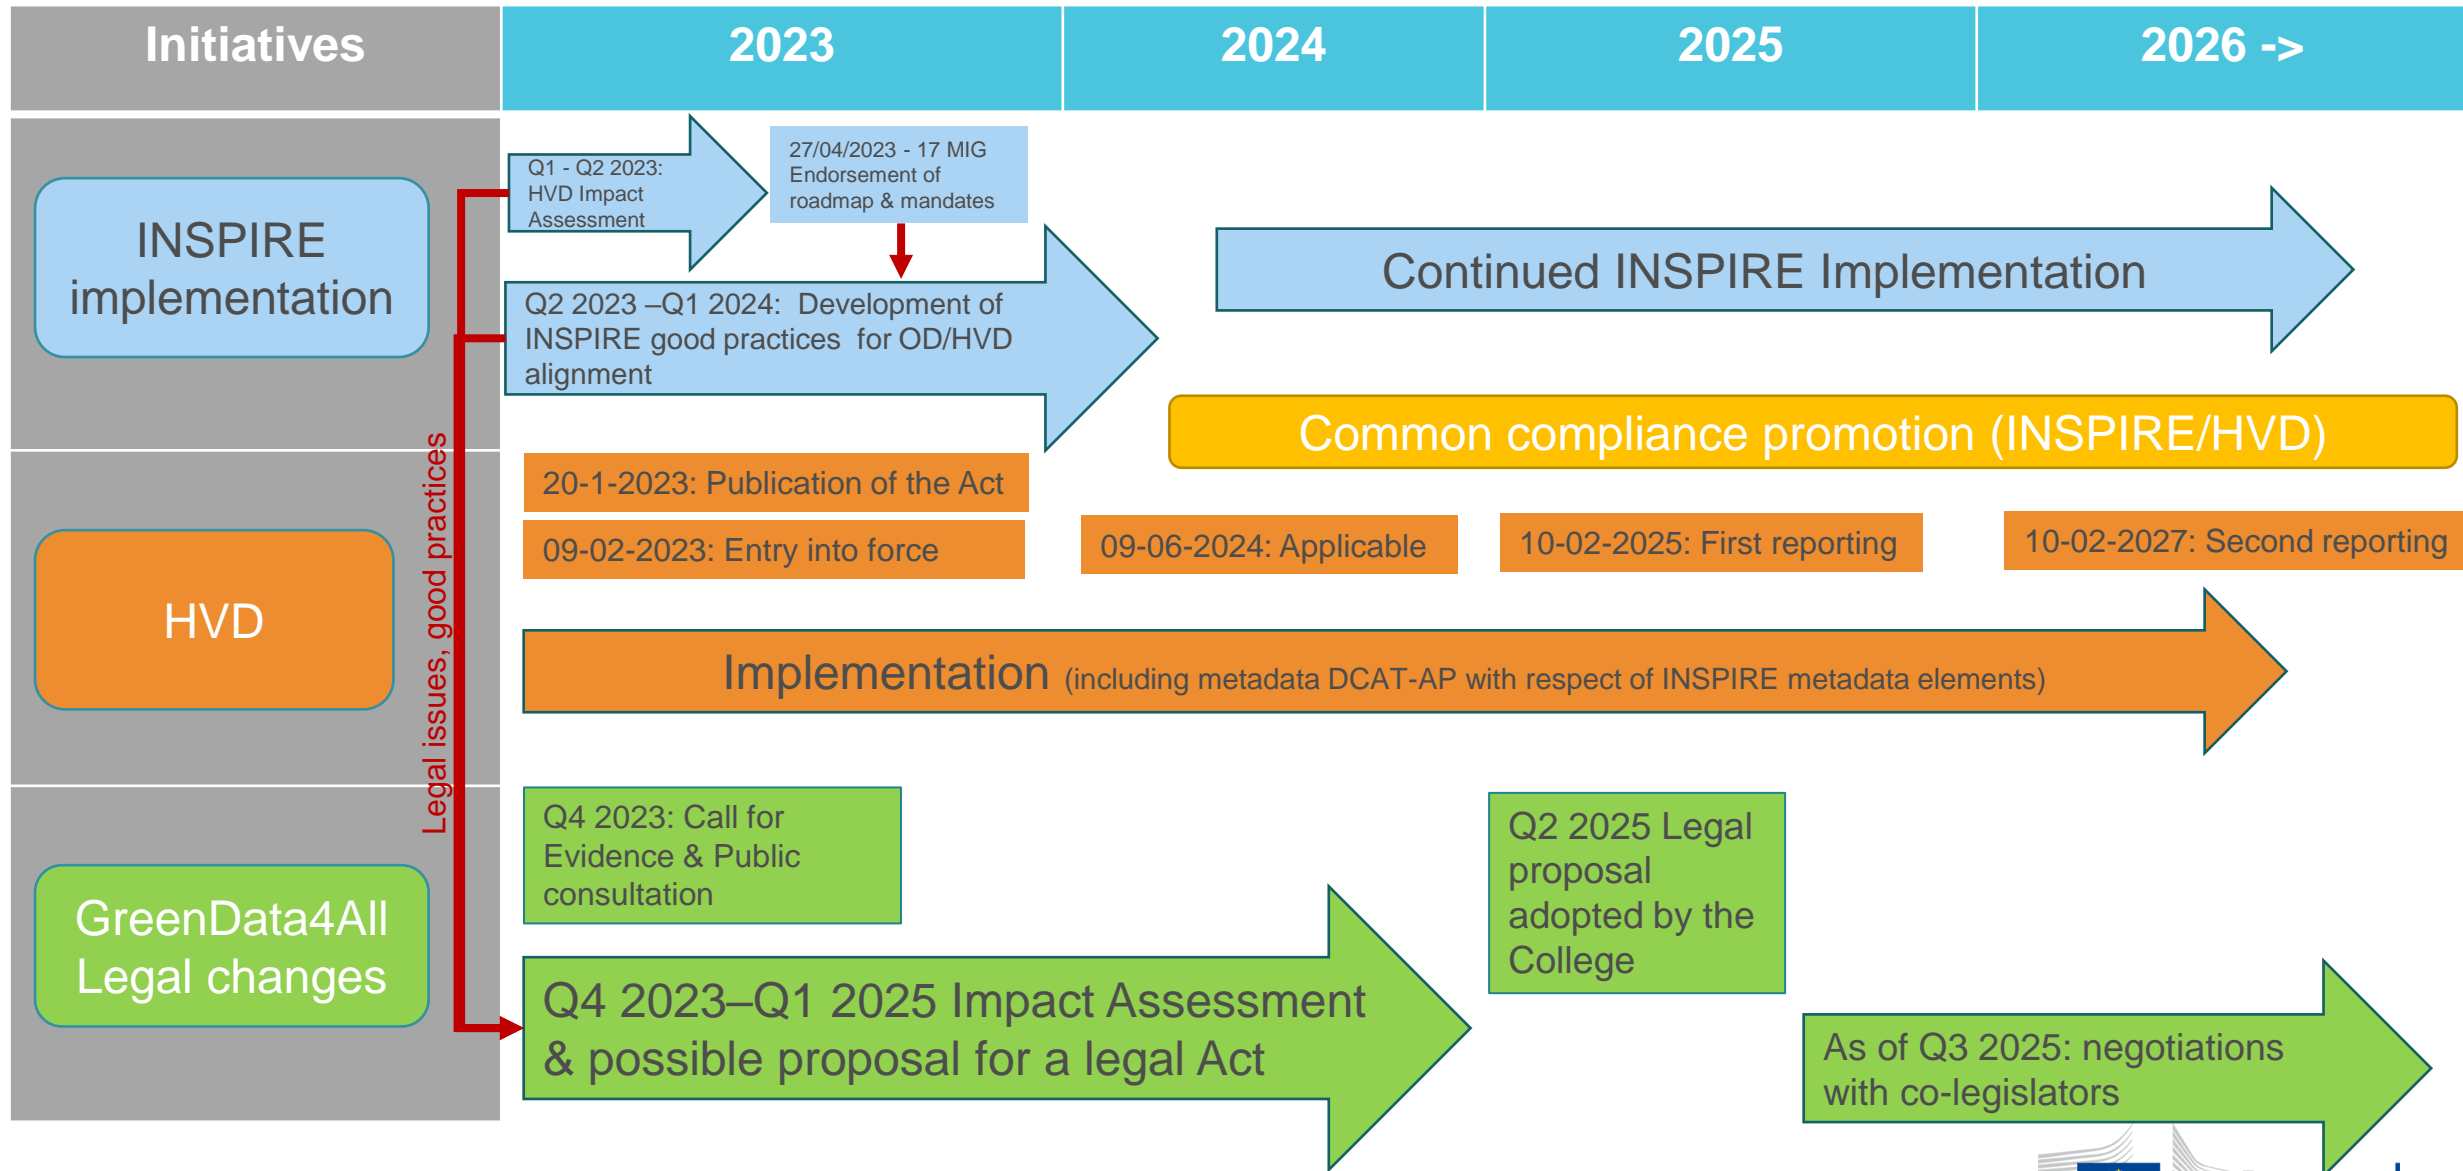 Initiatives
2023
2024
2025
2026 ->
INSPIRE
implementation
Q1 - Q2 2023:
HVD Impact
Assessment
27/04/2023 - 17 MIG
Endorsement of
roadmap & mandates
Q2 2023 –Q1 2024:  Development of
INSPIRE good practices  for OD/HVD
alignment
Continued INSPIRE Implementation
Common compliance promotion (INSPIRE/HVD)
Legal issues, good practices
HVD
20-1-2023: Publication of the Act
09-02-2023: Entry into force
09-06-2024: Applicable
10-02-2025: First reporting
10-02-2027: Second reporting
Implementation (including metadata DCAT-AP with respect of INSPIRE metadata elements)
GreenData4All
Legal changes
Q4 2023: Call for
Evidence & Public
consultation
Q4 2023–Q1 2025 Impact Assessment
& possible proposal for a legal Act
Q2 2025 Legal
proposal
adopted by the
College
As of Q3 2025: negotiations
with co-legislators